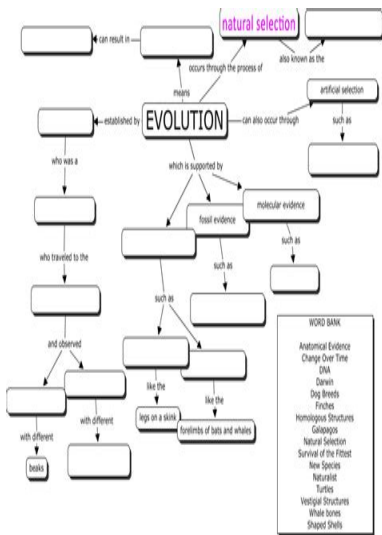 natural selection
can result in
occurs through the process of
also known as the
means
artificial selection
established by
EVOLUTION
can also occur through
such as
who was a
which is supported by
molecular evidence
fossil evidence
who traveled to the
such as
such as
such as
and observed
like the
like the
with different
legs on a skink
with different
forelimbs of bats and whales
beaks
WORD BANK
Anatomical Evidence
Change Over Time
DNA
Darwin
Dog Breeds
Finches
Homologous Structures
Galapagos
Natural Selection
Survival of the Fittest
New Species
Naturalist
Turtles
Vestigial Structures
Whale bones
Shaped Shells